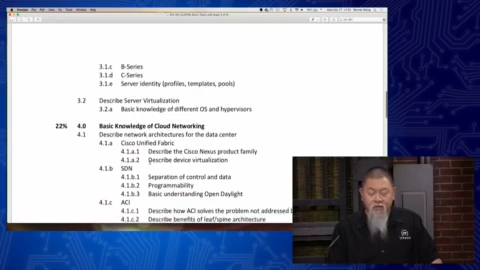 3.1.c B-Series
3.1.d C-Series
3.1.e Server identity (profiles, templates, pools)
3.2 Describe Server Virtualization
3.2.a Basic knowledge of different OS and hypervisors
22% 4.0 Basic Knowledge of Cloud Networking
4.1 Describe network architectures for the data center
4.1.a Cisco Unified Fabric
4.1.a.1 Describe the Cisco Nexus product family
4.1.a.2 Describe device virtualization
4.1.b SDN
4.1.b.1 Separation of control and data
4.1.b.2 Programmability
4.1.b.3 Basic understanding Open Daylight
4.1.c ACI
4.1.c.1 Describe how ACI solves the problem not addressed b
4.1.c.2 Describe benefits of leaf/spine architecture